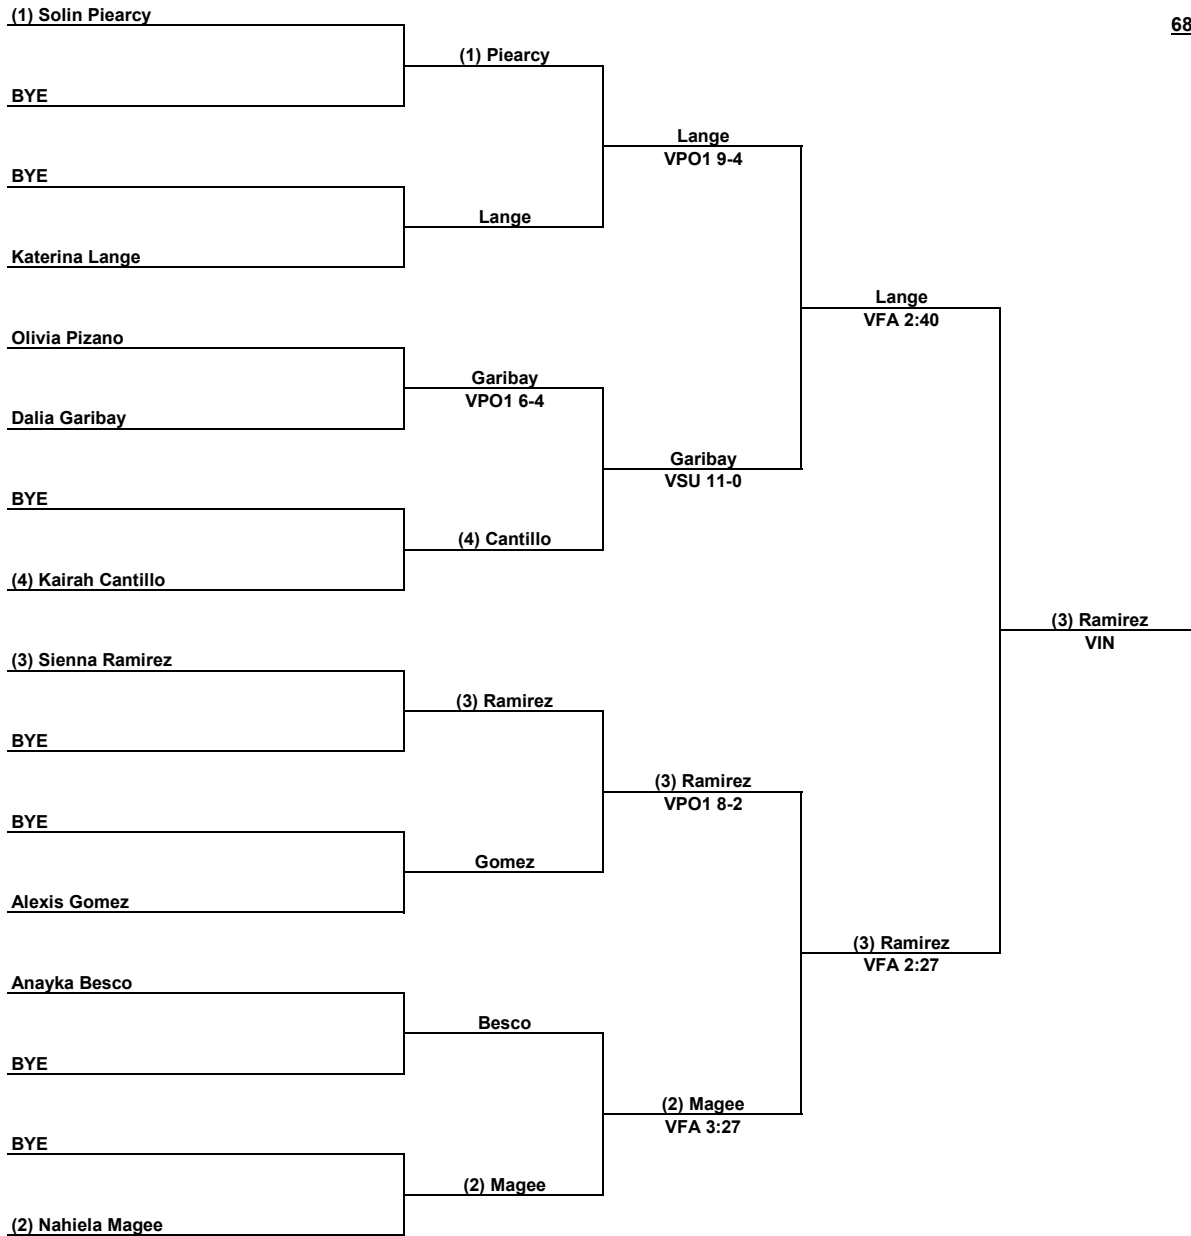 (1) Solin Piearcy
68
(1) Piearcy
BYE
Lange
VPO1 9-4
BYE
Lange
Katerina Lange
Lange
VFA 2:40
Olivia Pizano
Garibay
VPO1 6-4
Dalia Garibay
Garibay
VSU 11-0
BYE
(4) Cantillo
(4) Kairah Cantillo
(3) Ramirez
VIN
(3) Sienna Ramirez
(3) Ramirez
BYE
(3) Ramirez
VPO1 8-2
BYE
Gomez
Alexis Gomez
(3) Ramirez
VFA 2:27
Anayka Besco
Besco
BYE
(2) Magee
VFA 3:27
BYE
(2) Magee
(2) Nahiela Magee